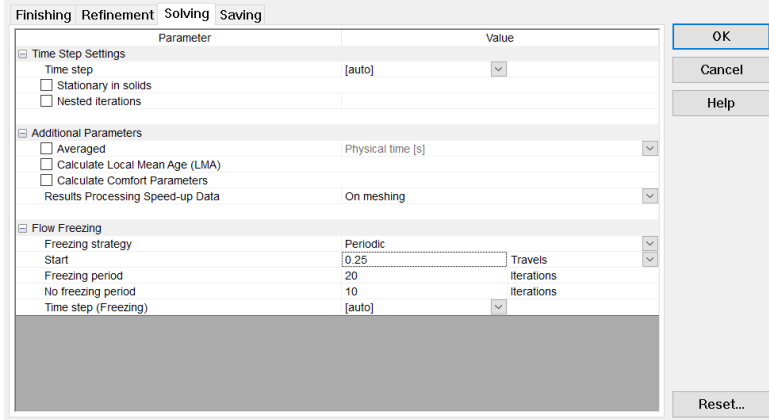 Finishing Refinement Solving Saving
Parameter Value
Time Step Settings
Time step [auto]
Stationary in solids
Nested iterations
Additional Parameters
Averaged Physical time [s]
Calculate Local Mean Age (LMA)
Calculate Comfort Parameters
Results Processing Speed-up Data On meshing
Flow Freezing
Freezing strategy Periodic
Start 0.25 Travels
Freezing period 20 Iterations
No freezing period 10 Iterations
Time step (Freezing) [auto]
OK
Cancel
Help
Reset...